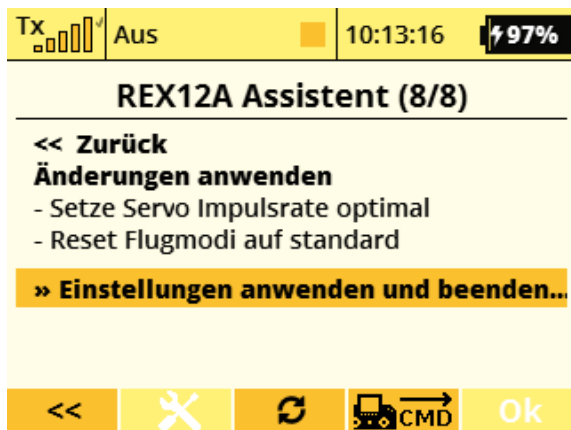 Tx Aus 10:13:16 97%
REX12A Assistent (8/8)
<< Zurück
Änderungen anwenden
- Setze Servo Impulsrate optimal
- Reset Flugmodi auf standard
» Einstellungen anwenden und beenden...
<< CMD Ok